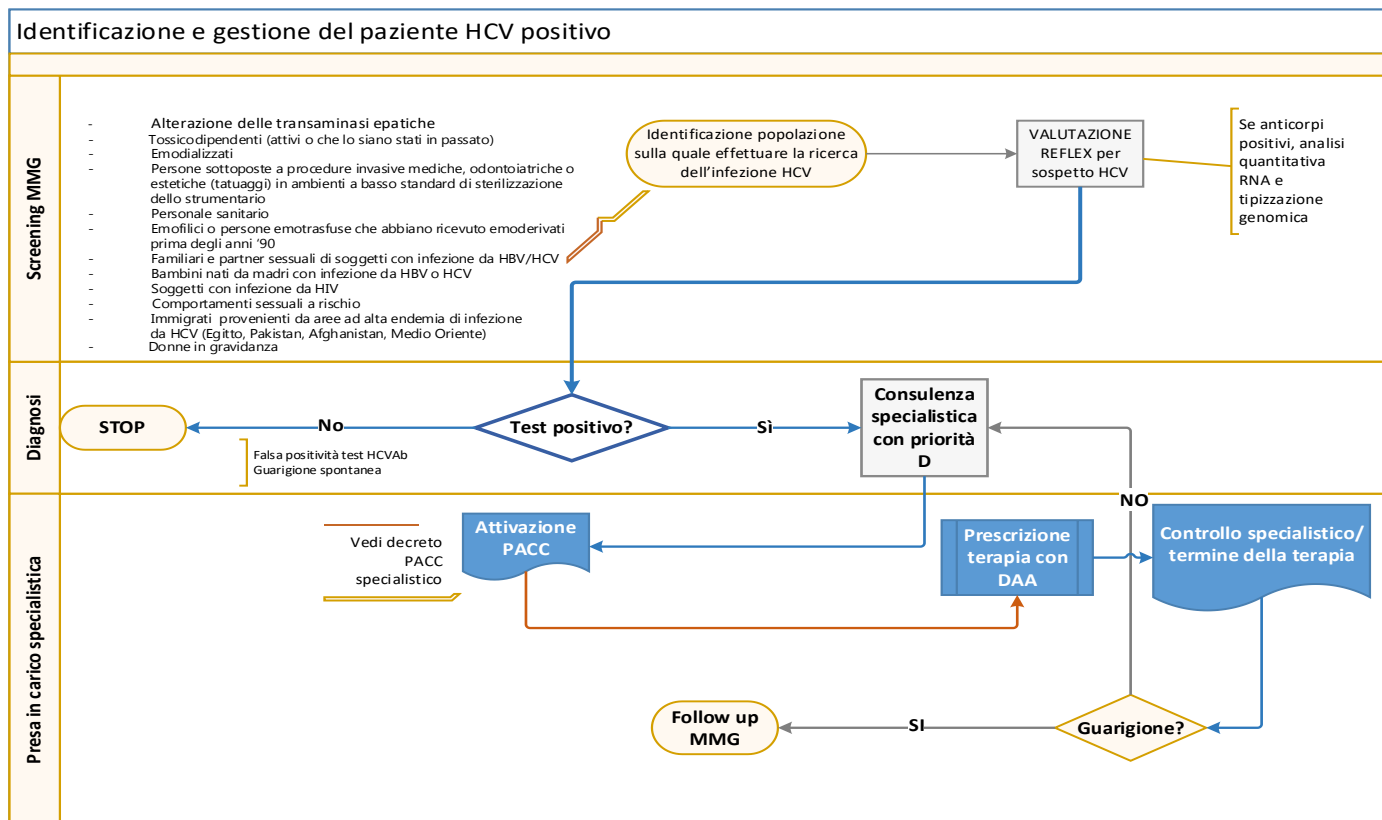 Identificazione e gestione del paziente HCV positivo
Screening MMG
- Alterazione delle transaminasi epatiche
- Tossicodipendenti (attivi o che lo siano stati in passato)
- Emodializzati
- Persone sottoposte a procedure invasive mediche, odontoiatriche o
estetiche (tatuaggi) in ambienti a basso standard di sterilizzazione
dello strumentario
- Personale sanitario
- Emofilici o persone emotrasfuse che abbiano ricevuto emoderivati
prima degli anni '90
- Familiari e partner sessuali di soggetti con infezione da HBV/HCV
- Bambini nati da madri con infezione da HBV o HCV
- Soggetti con infezione da HIV
- Comportamenti sessuali a rischio
- Immigrati provenienti da aree ad alta endemia di infezione
da HCV (Egitto, Pakistan, Afghanistan, Medio Oriente)
- Donne in gravidanza
Identificazione popolazione
sulla quale effettuare la ricerca
dell'infezione HCV
VALUTAZIONE
REFLEX per
sospetto HCV
Se anticorpi
positivi, analisi
quantitativa
RNA e
tipizzazione
genomica
Diagnosi
STOP
No
Falsa positività test HCVAb
Guarigione spontanea
Test positivo?
Sì
Consulenza
specialistica
con priorità
D
Presa in carico specialistica
Vedi decreto
PACC
specialistico
Attivazione
PACC
Prescrizione
terapia con
DAA
NO
Controllo specialistico/
termine della terapia
Follow up
MMG
SI
Guarigione?